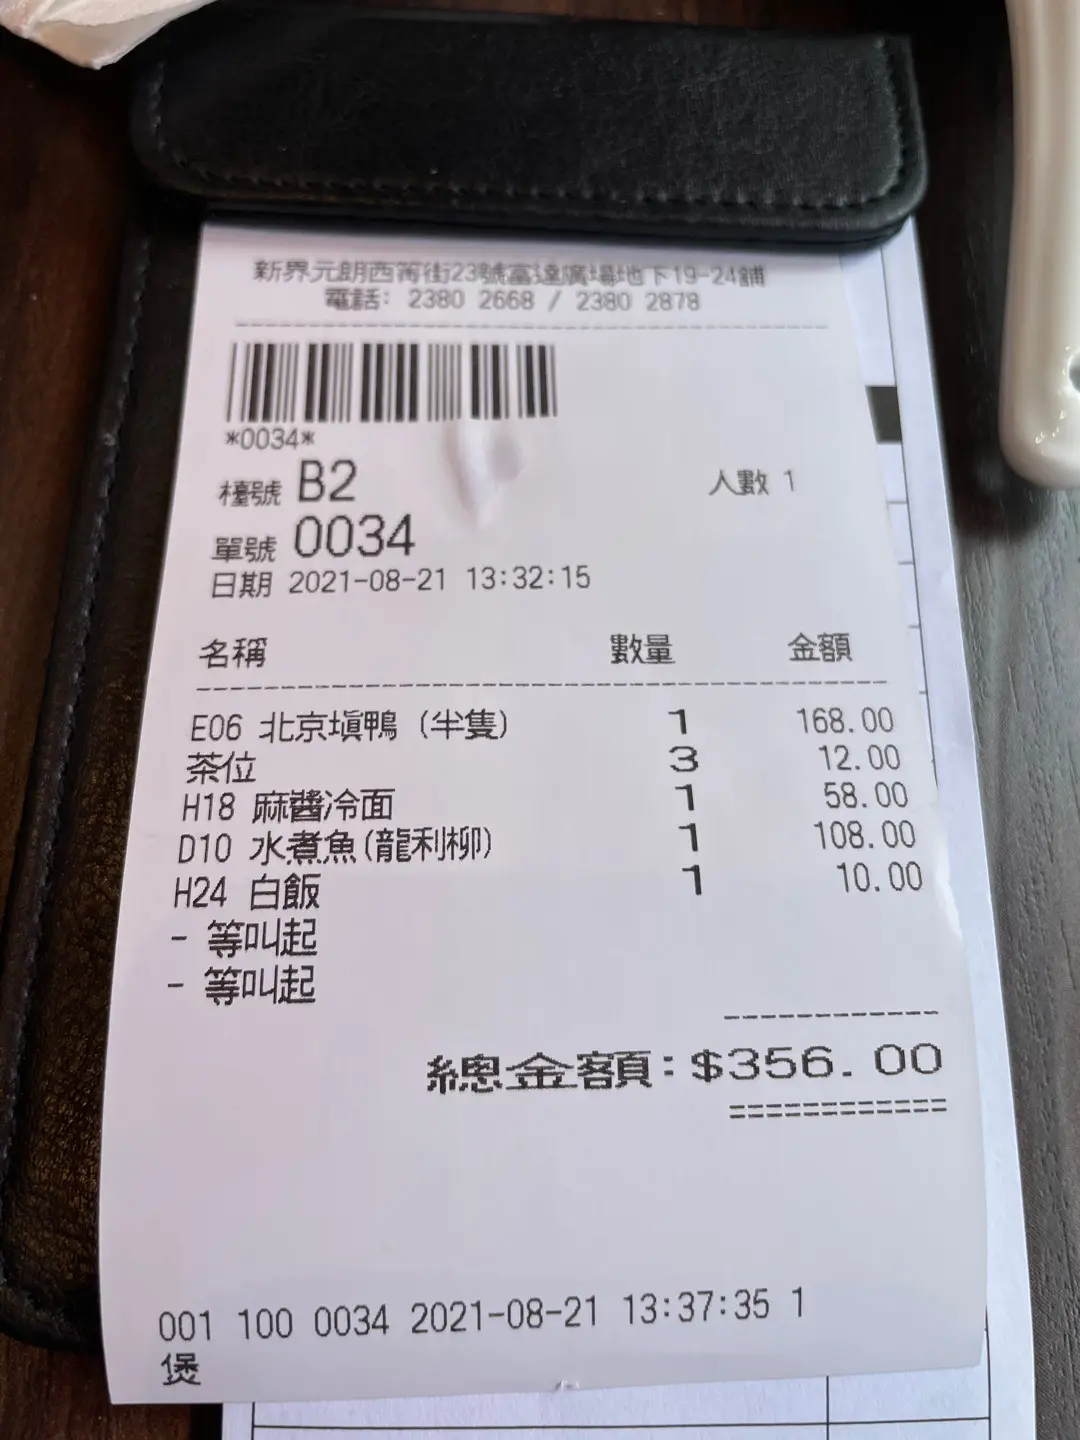 新界元朗西菁街23號富達廣場地下19-24舖
電話: 2380 2668 / 2380 2878
*0034*
檯號 B2 人數 1
單號 0034
日期 2021-08-21 13:32:15
名稱 數量 金額
E06 北京填鴨 (半隻) 1 168.00
茶位 3 12.00
H18 麻醬冷面 1 58.00
D10 水煮魚(龍利柳) 1 108.00
H24 白飯 1 10.00
- 等叫起
- 等叫起
總金額:$356.00
001 100 0034 2021-08-21 13:37:35 1
煲